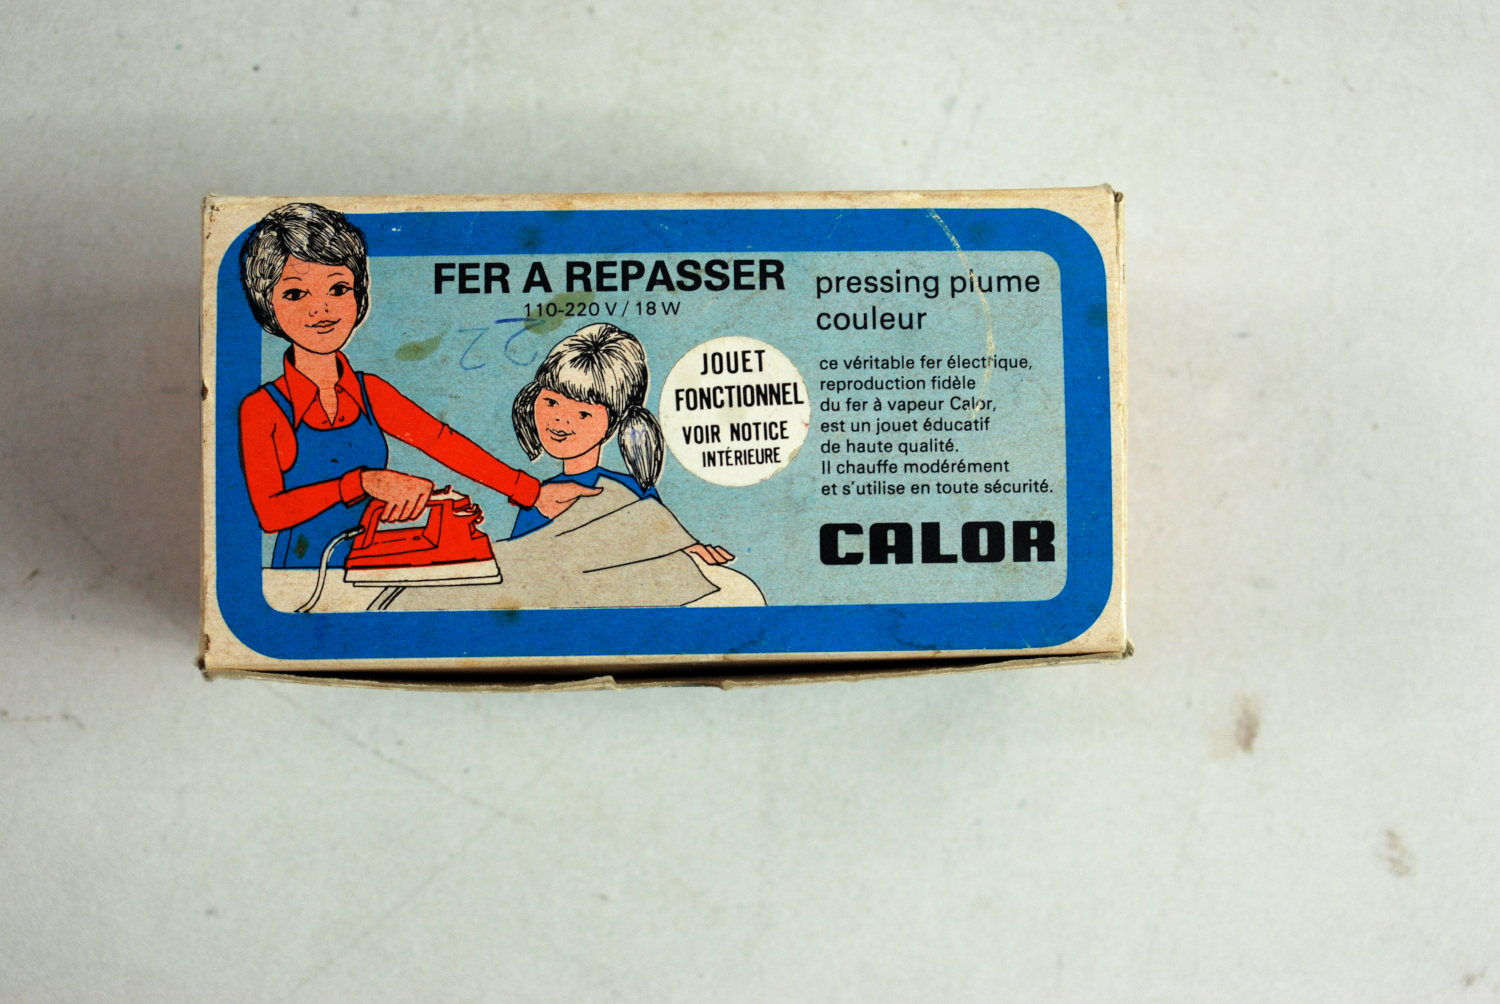 FER A REPASSER
110-220 V / 18 W
22
JOUET
FONCTIONNEL
VOIR NOTICE
INTÉRIEURE
pressing plume
couleur
ce véritable fer électrique,
reproduction fidèle
du fer à vapeur Calor,
est un jouet éducatif
de haute qualité.
Il chauffe modérément
et s'utilise en toute sécurité.
CALOR